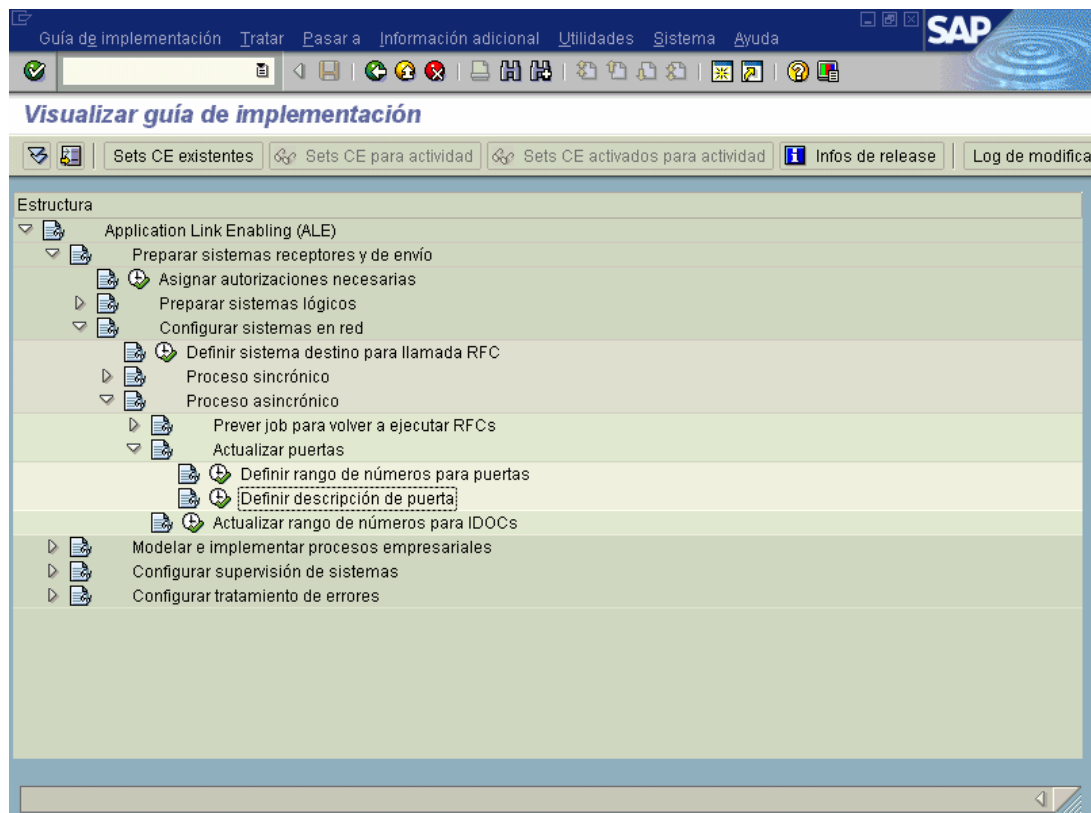 Guía de implementación Tratar Pasar a Información adicional Utilidades Sistema Ayuda
SAP
Visualizar guía de implementación
Sets CE existentes Sets CE para actividad Sets CE activados para actividad Infos de release Log de modifica
Estructura
Application Link Enabling (ALE)
Preparar sistemas receptores y de envío
Asignar autorizaciones necesarias
Preparar sistemas lógicos
Configurar sistemas en red
Definir sistema destino para llamada RFC
Proceso sincrónico
Proceso asincrónico
Prever job para volver a ejecutar RFCs
Actualizar puertas
Definir rango de números para puertas
Definir descripción de puerta
Actualizar rango de números para IDOCs
Modelar e implementar procesos empresariales
Configurar supervisión de sistemas
Configurar tratamiento de errores